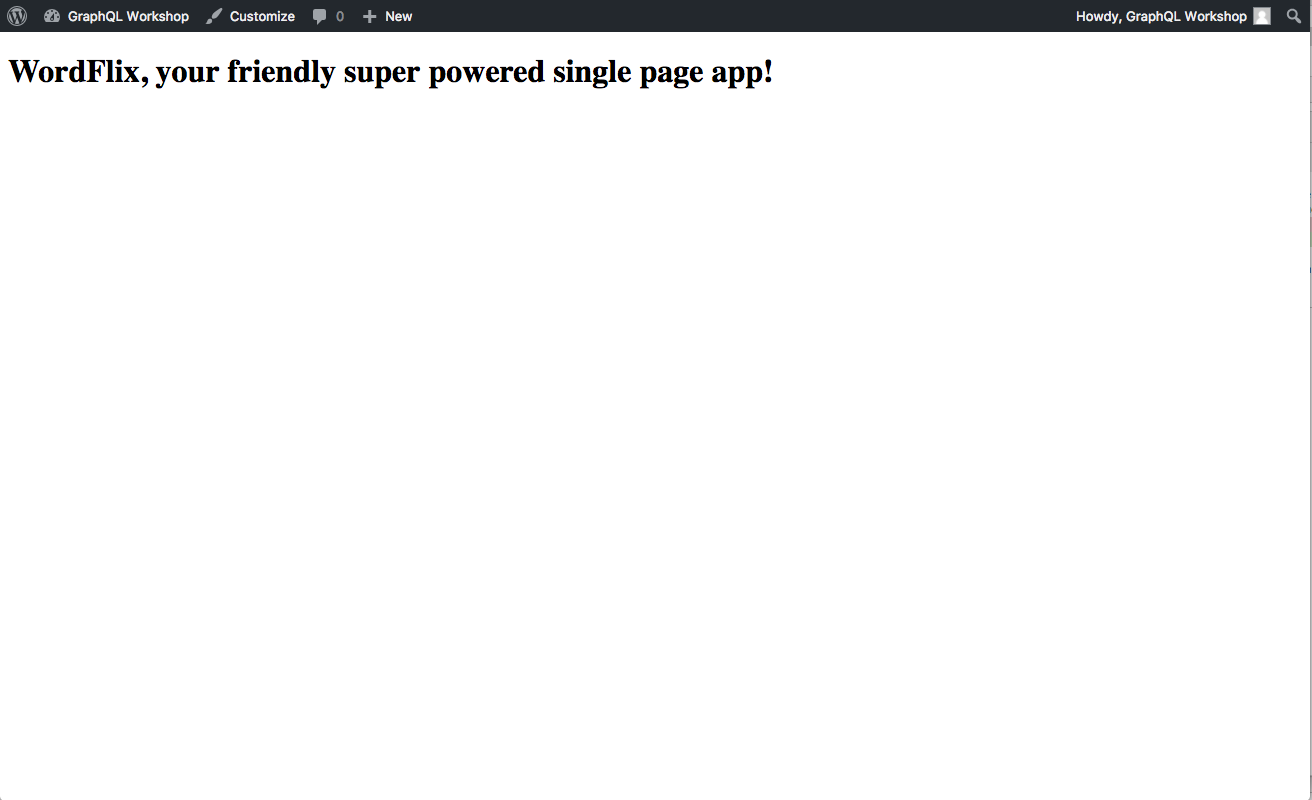 GraphQL Workshop Customize 0 New Howdy, GraphQL Workshop
WordFlix, your friendly super powered single page app!